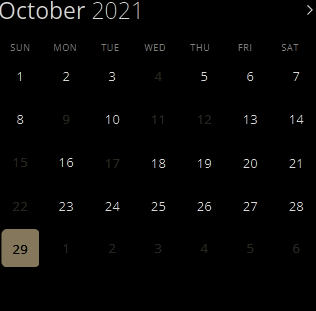 October 2021
SUN MON TUE WED THU FRI SAT
1 2 3 4 5 6 7
8 9 10 11 12 13 14
15 16 17 18 19 20 21
22 23 24 25 26 27 28
29 1 2 3 4 5 6